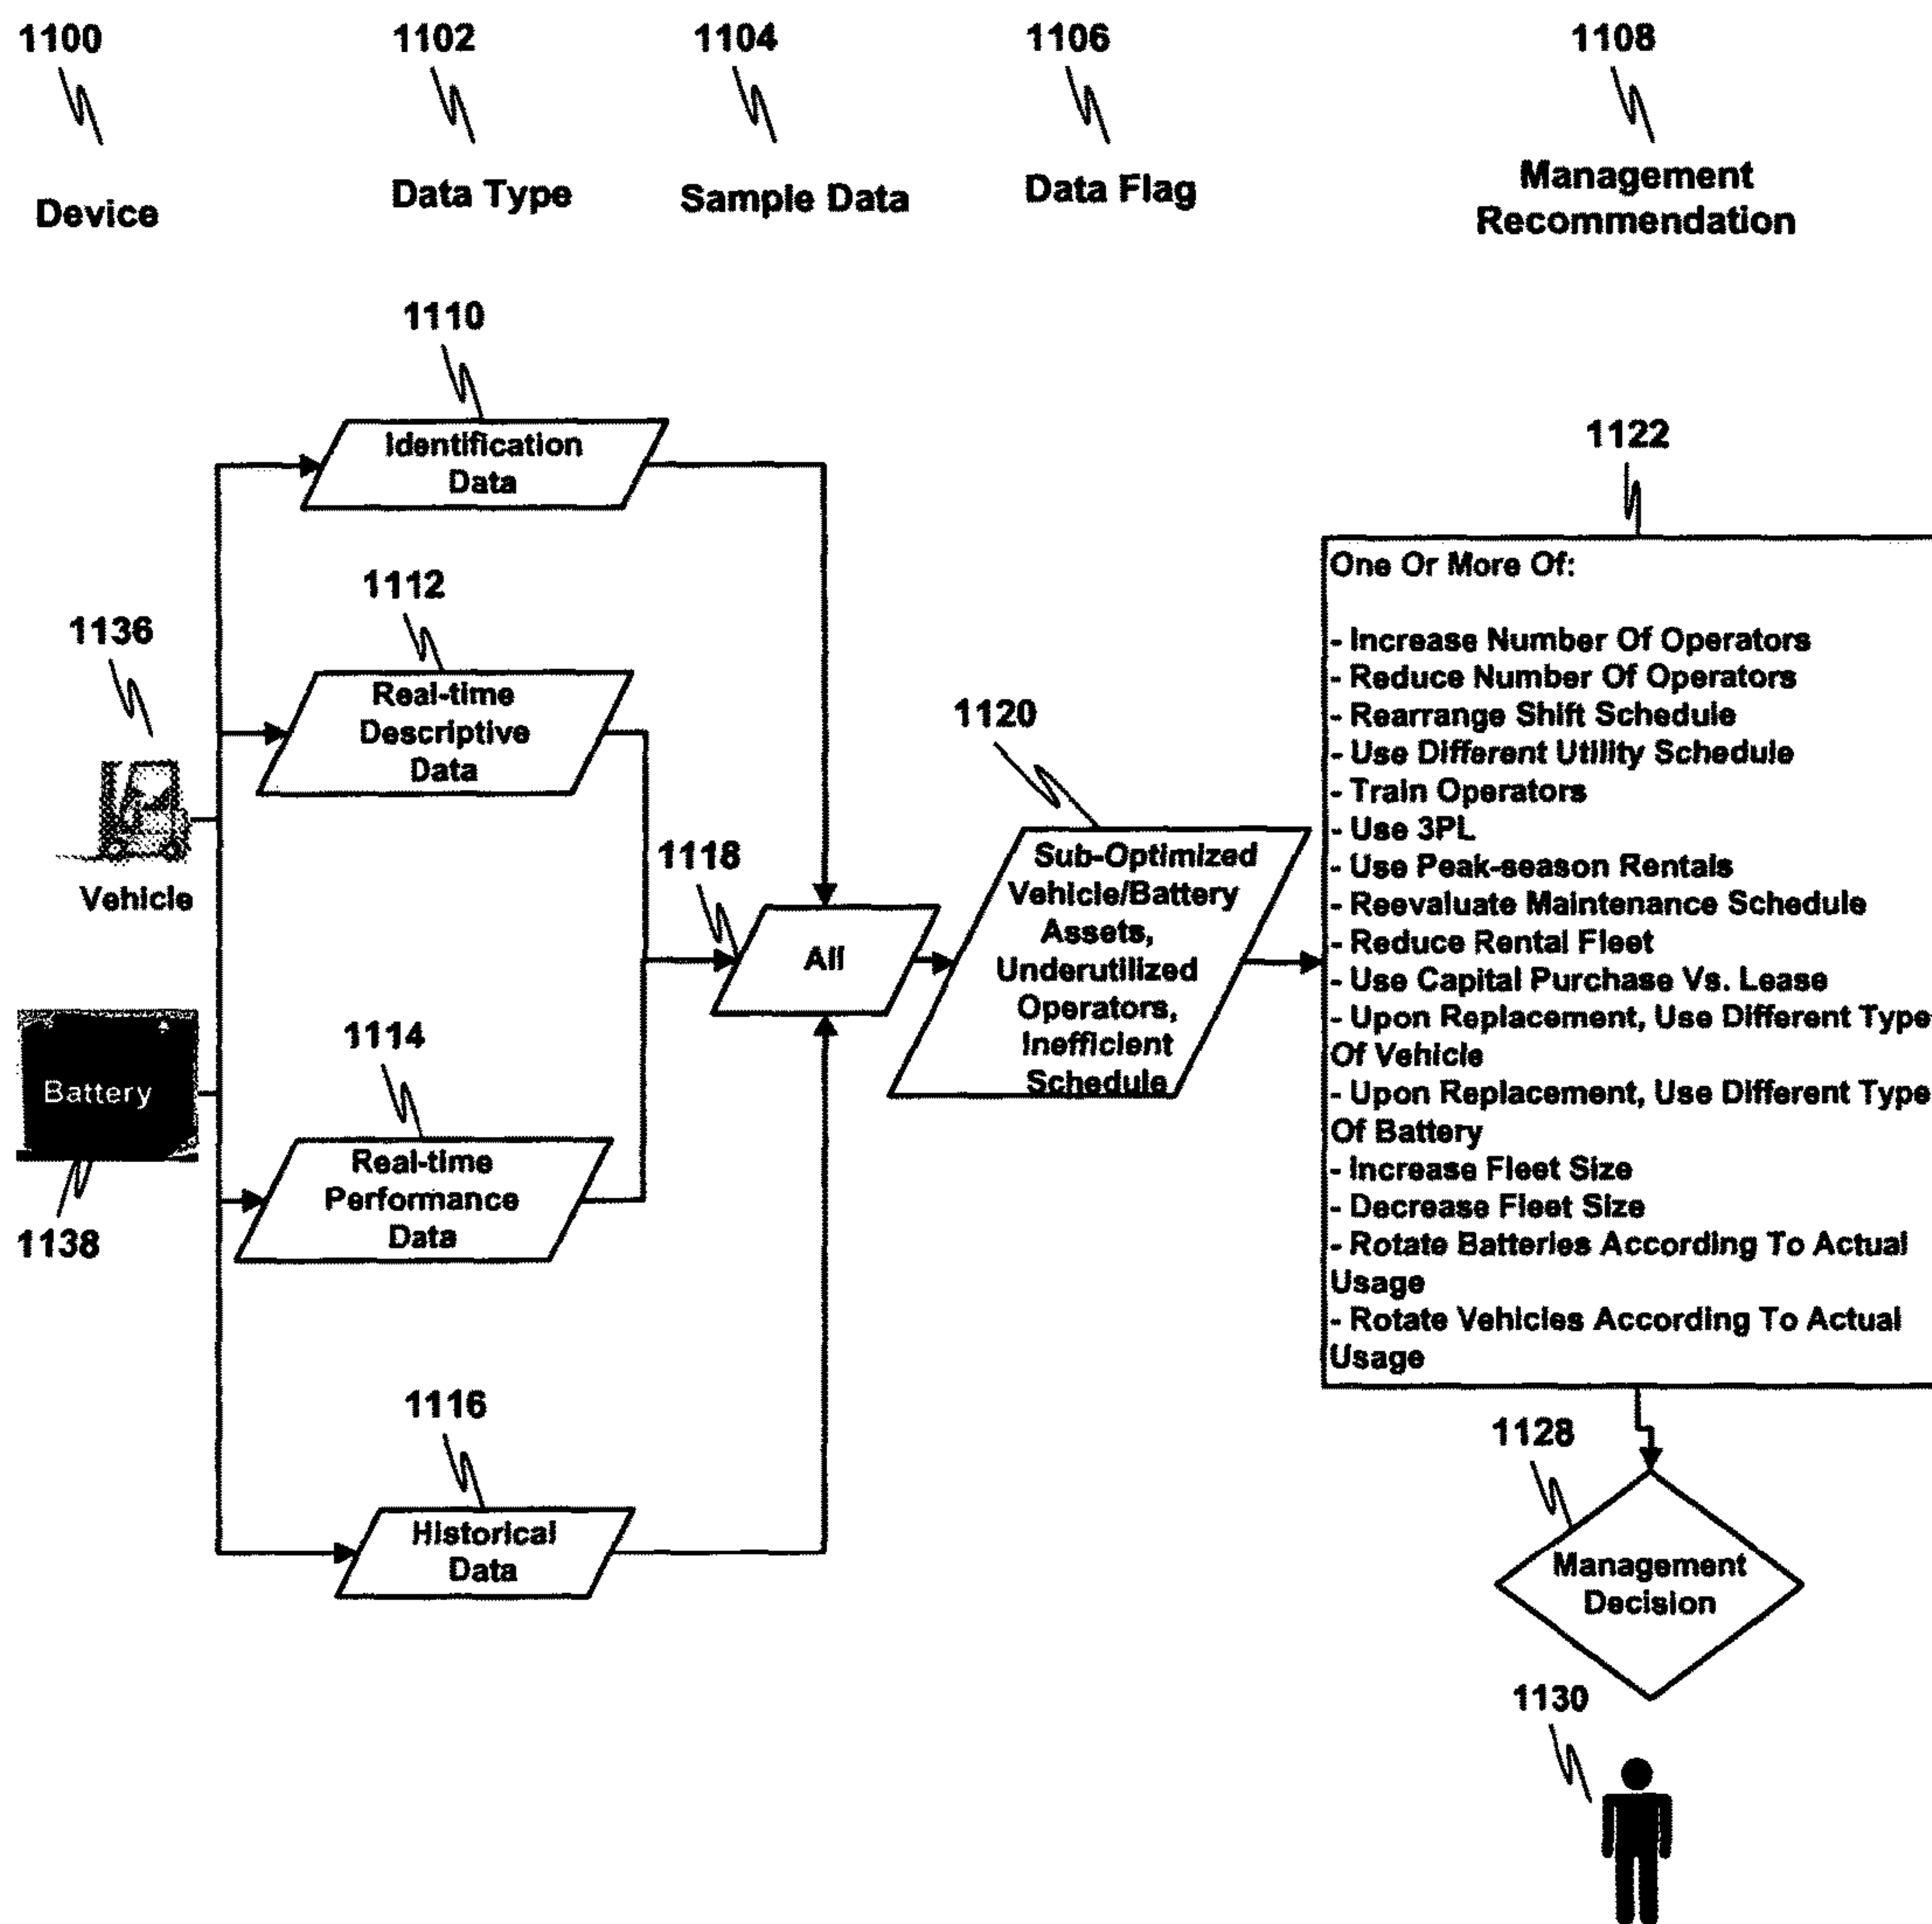 1100
1102
1104
1106
1108
Device
Data Type
Sample Data
Data Flag
Management
Recommendation
1110
Identification
Data
1112
Real-time
Descriptive
Data
1136
Vehicle
Battery
1138
1114
Real-time
Performance
Data
1116
Historical
Data
1118
All
1120
Sub-Optimized
Vehicle/Battery
Assets,
Underutilized
Operators,
Inefficient
Schedule
1122
One Or More Of:
- Increase Number Of Operators
- Reduce Number Of Operators
- Rearrange Shift Schedule
- Use Different Utility Schedule
- Train Operators
- Use 3PL
- Use Peak-season Rentals
- Reevaluate Maintenance Schedule
- Reduce Rental Fleet
- Use Capital Purchase Vs. Lease
- Upon Replacement, Use Different Type
Of Vehicle
- Upon Replacement, Use Different Type
Of Battery
- Increase Fleet Size
- Decrease Fleet Size
- Rotate Batteries According To Actual
Usage
- Rotate Vehicles According To Actual
Usage
1128
Management
Decision
1130